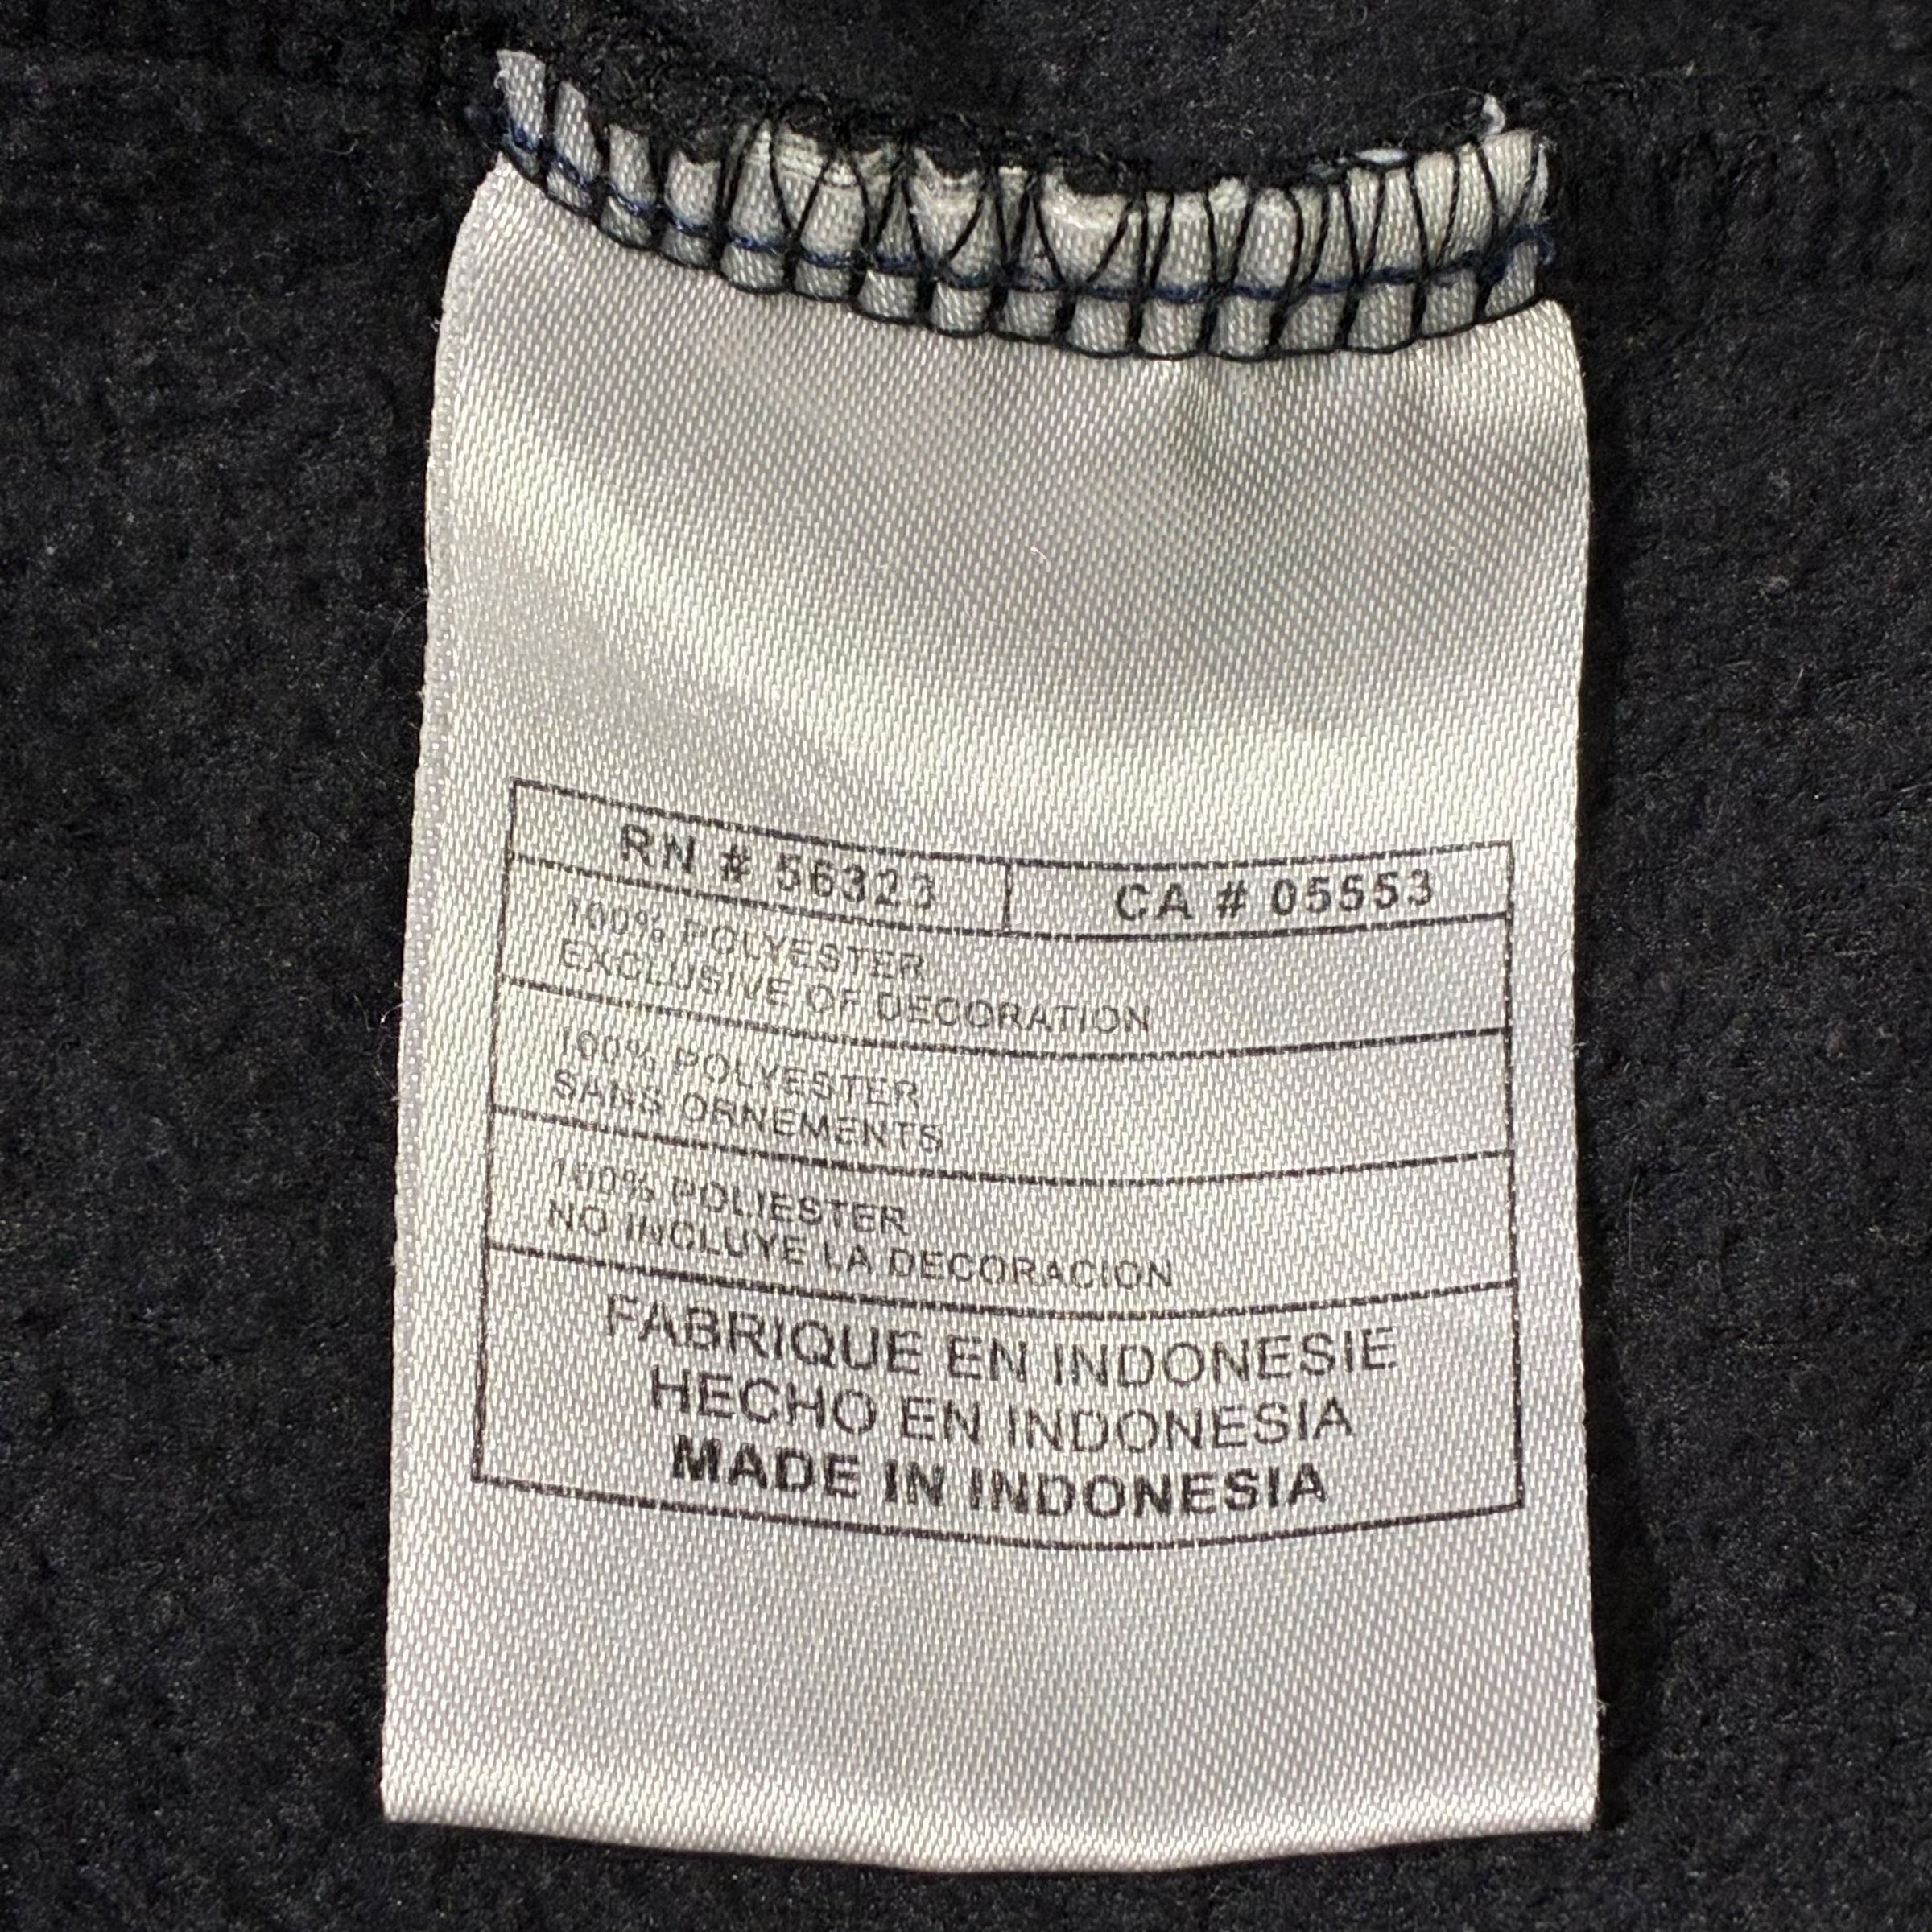 RN # 56323 CA # 05553
100% POLYESTER
EXCLUSIVE OF DECORATION
100% POLYESTER
SANS ORNEMENTS
100% POLIESTER
NO INCLUYE LA DECORACION
FABRIQUE EN INDONESIE
HECHO EN INDONESIA
MADE IN INDONESIA